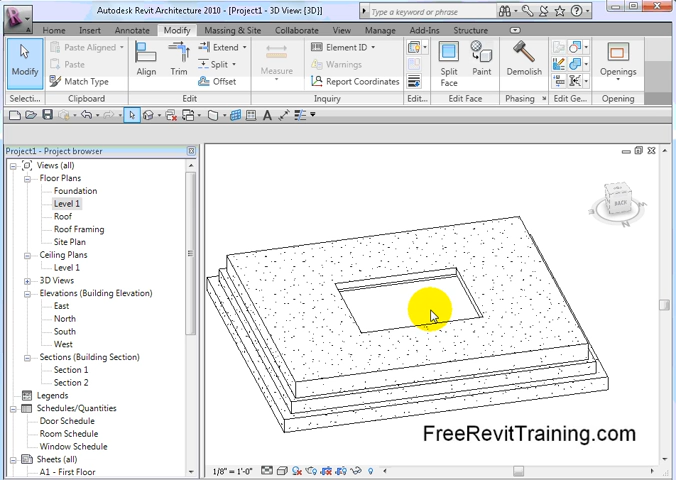 Autodesk Revit Architecture 2010 - [Project1 - 3D View: {3D}]
Type a keyword or phrase
Home Insert Annotate Modify Massing & Site Collaborate View Manage Add-Ins Structure
Modify
Paste Aligned
Paste
Match Type
Align
Trim
Extend
Split
Offset
Measure
Element ID
Warnings
Report Coordinates
Split Face
Paint
Demolish
Openings
Selecti... Clipboard Edit Inquiry Edit... Edit Face Phasing Edit Ge... Opening
Project1 - Project browser
Views (all)
Floor Plans
Foundation
Level 1
Roof
Roof Framing
Site Plan
Ceiling Plans
Level 1
3D Views
Elevations (Building Elevation)
East
North
South
West
Sections (Building Section)
Section 1
Section 2
Legends
Schedules/Quantities
Door Schedule
Room Schedule
Window Schedule
Sheets (all)
A1 - First Floor
BACK
FreeRevitTraining.com
1/8" = 1'-0"